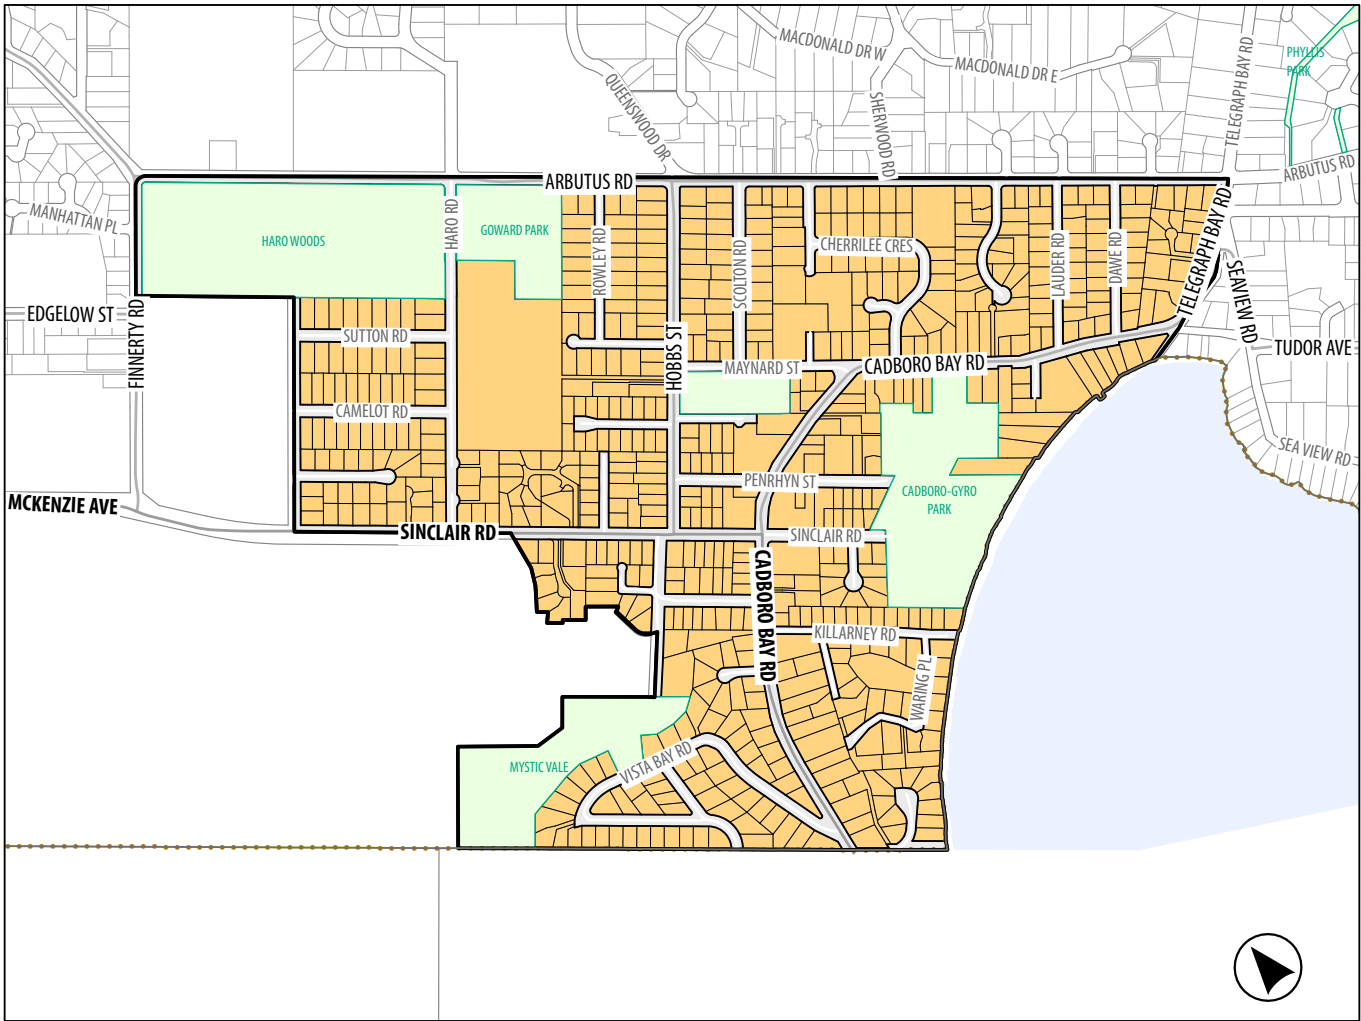 MACDONALD DR W
MACDONALD DR E
TELEGRAPH BAY RD
PHYLLIS
PARK
QUEENSWOOD DR
SHERWOOD RD
ARBUTUS RD
ARBUTUS RD
MANHATTAN PL
HARO WOODS
HARO RD
GOWARD PARK
ROWLEY RD
SCOLTON RD
CHERRILEE CRES
LAUDER RD
DAWE RD
TELEGRAPH BAY RD
SEAVIEW RD
EDGELOW ST
FINNERTY RD
SUTTON RD
HOBBS ST
MAYNARD ST
CADBORO BAY RD
TUDOR AVE
CAMELOT RD
SEA VIEW RD
PENRHYN ST
CADBORO-GYRO
PARK
MCKENZIE AVE
SINCLAIR RD
SINCLAIR RD
CADBORO BAY RD
KILLARNEY RD
WARING PL
VISTA BAY RD
MYSTIC VALE